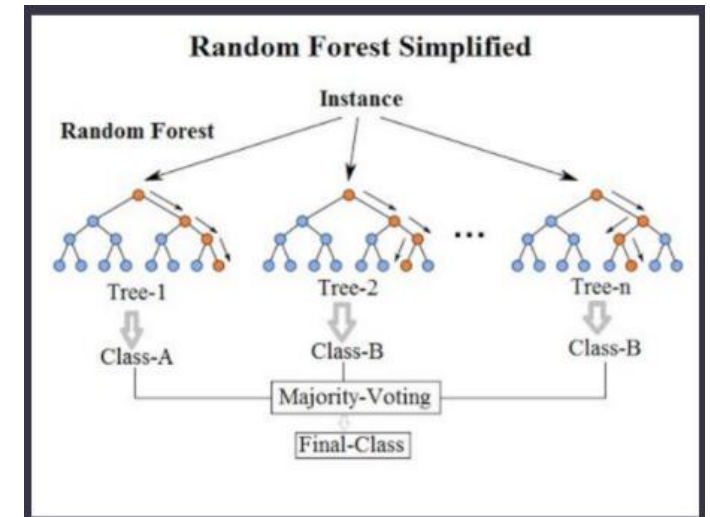 Random Forest Simplified
Instance
Random Forest
...
Tree-1
Tree-2
Tree-n
Class-A
Class-B
Class-B
Majority-Voting
Final-Class